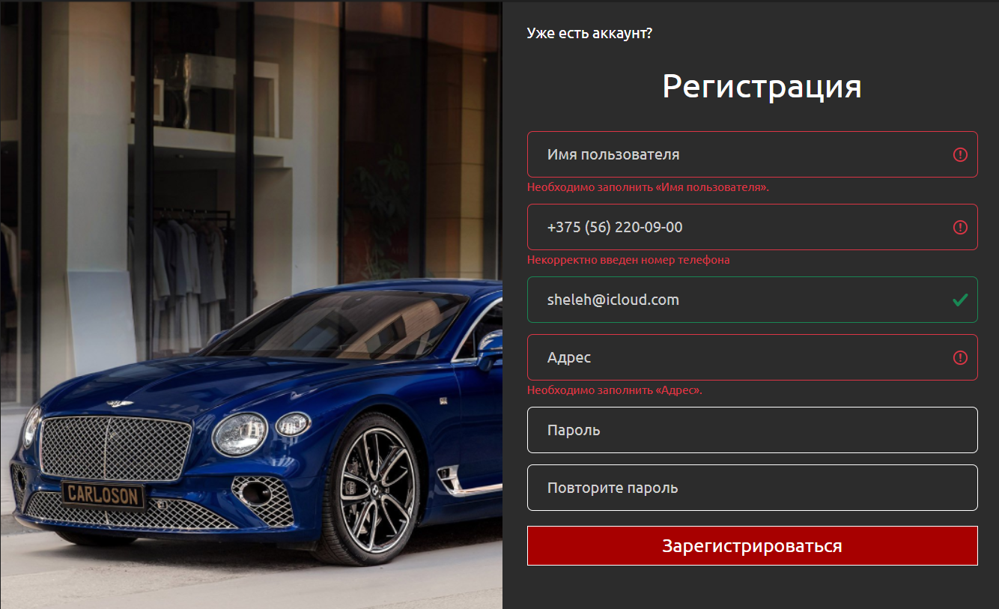 Уже есть аккаунт?
Регистрация
Имя пользователя
Необходимо заполнить «Имя пользователя».
+375 (56) 220-09-00
Некорректно введен номер телефона
sheleh@icloud.com
Адрес
Необходимо заполнить «Адрес».
Пароль
Повторите пароль
Зарегистрироваться
CARLOSON